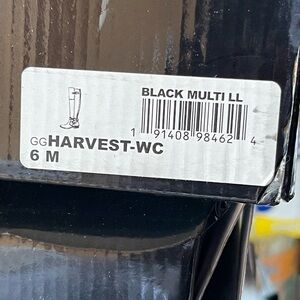 BLACK MULTI LL
1 91408 98462 4
GGHARVEST-WC
6 M